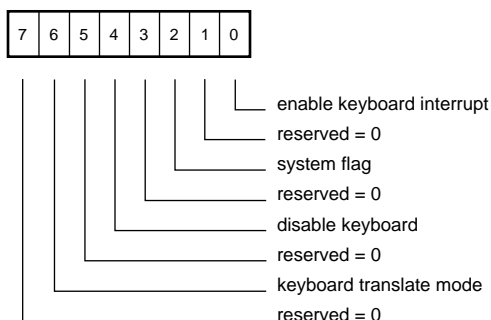 7 6 5 4 3 2 1 0
enable keyboard interrupt
reserved = 0
system flag
reserved = 0
disable keyboard
reserved = 0
keyboard translate mode
reserved = 0